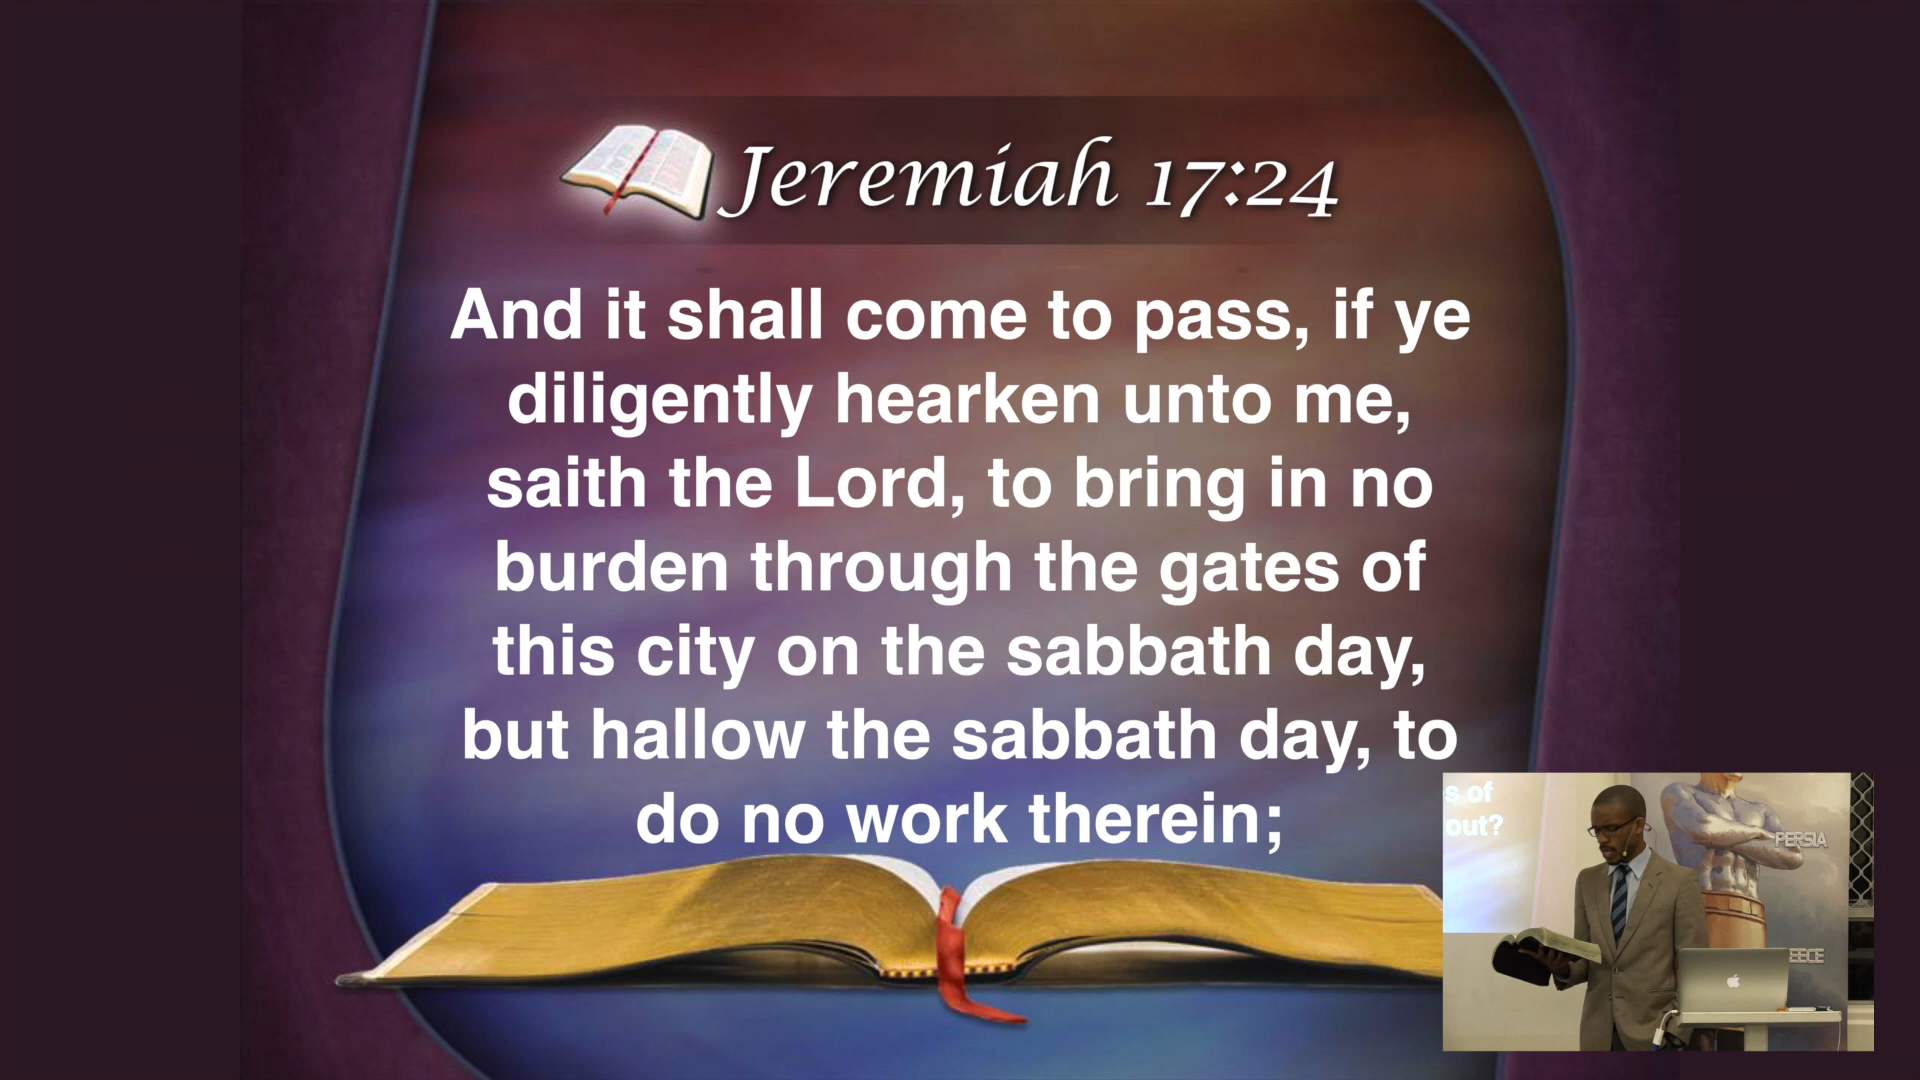 Jeremiah 17:24
And it shall come to pass, if ye
diligently hearken unto me,
saith the Lord, to bring in no
burden through the gates of
this city on the sabbath day,
but hallow the sabbath day, to
do no work therein;
s of
out?
PERSIA
EECE